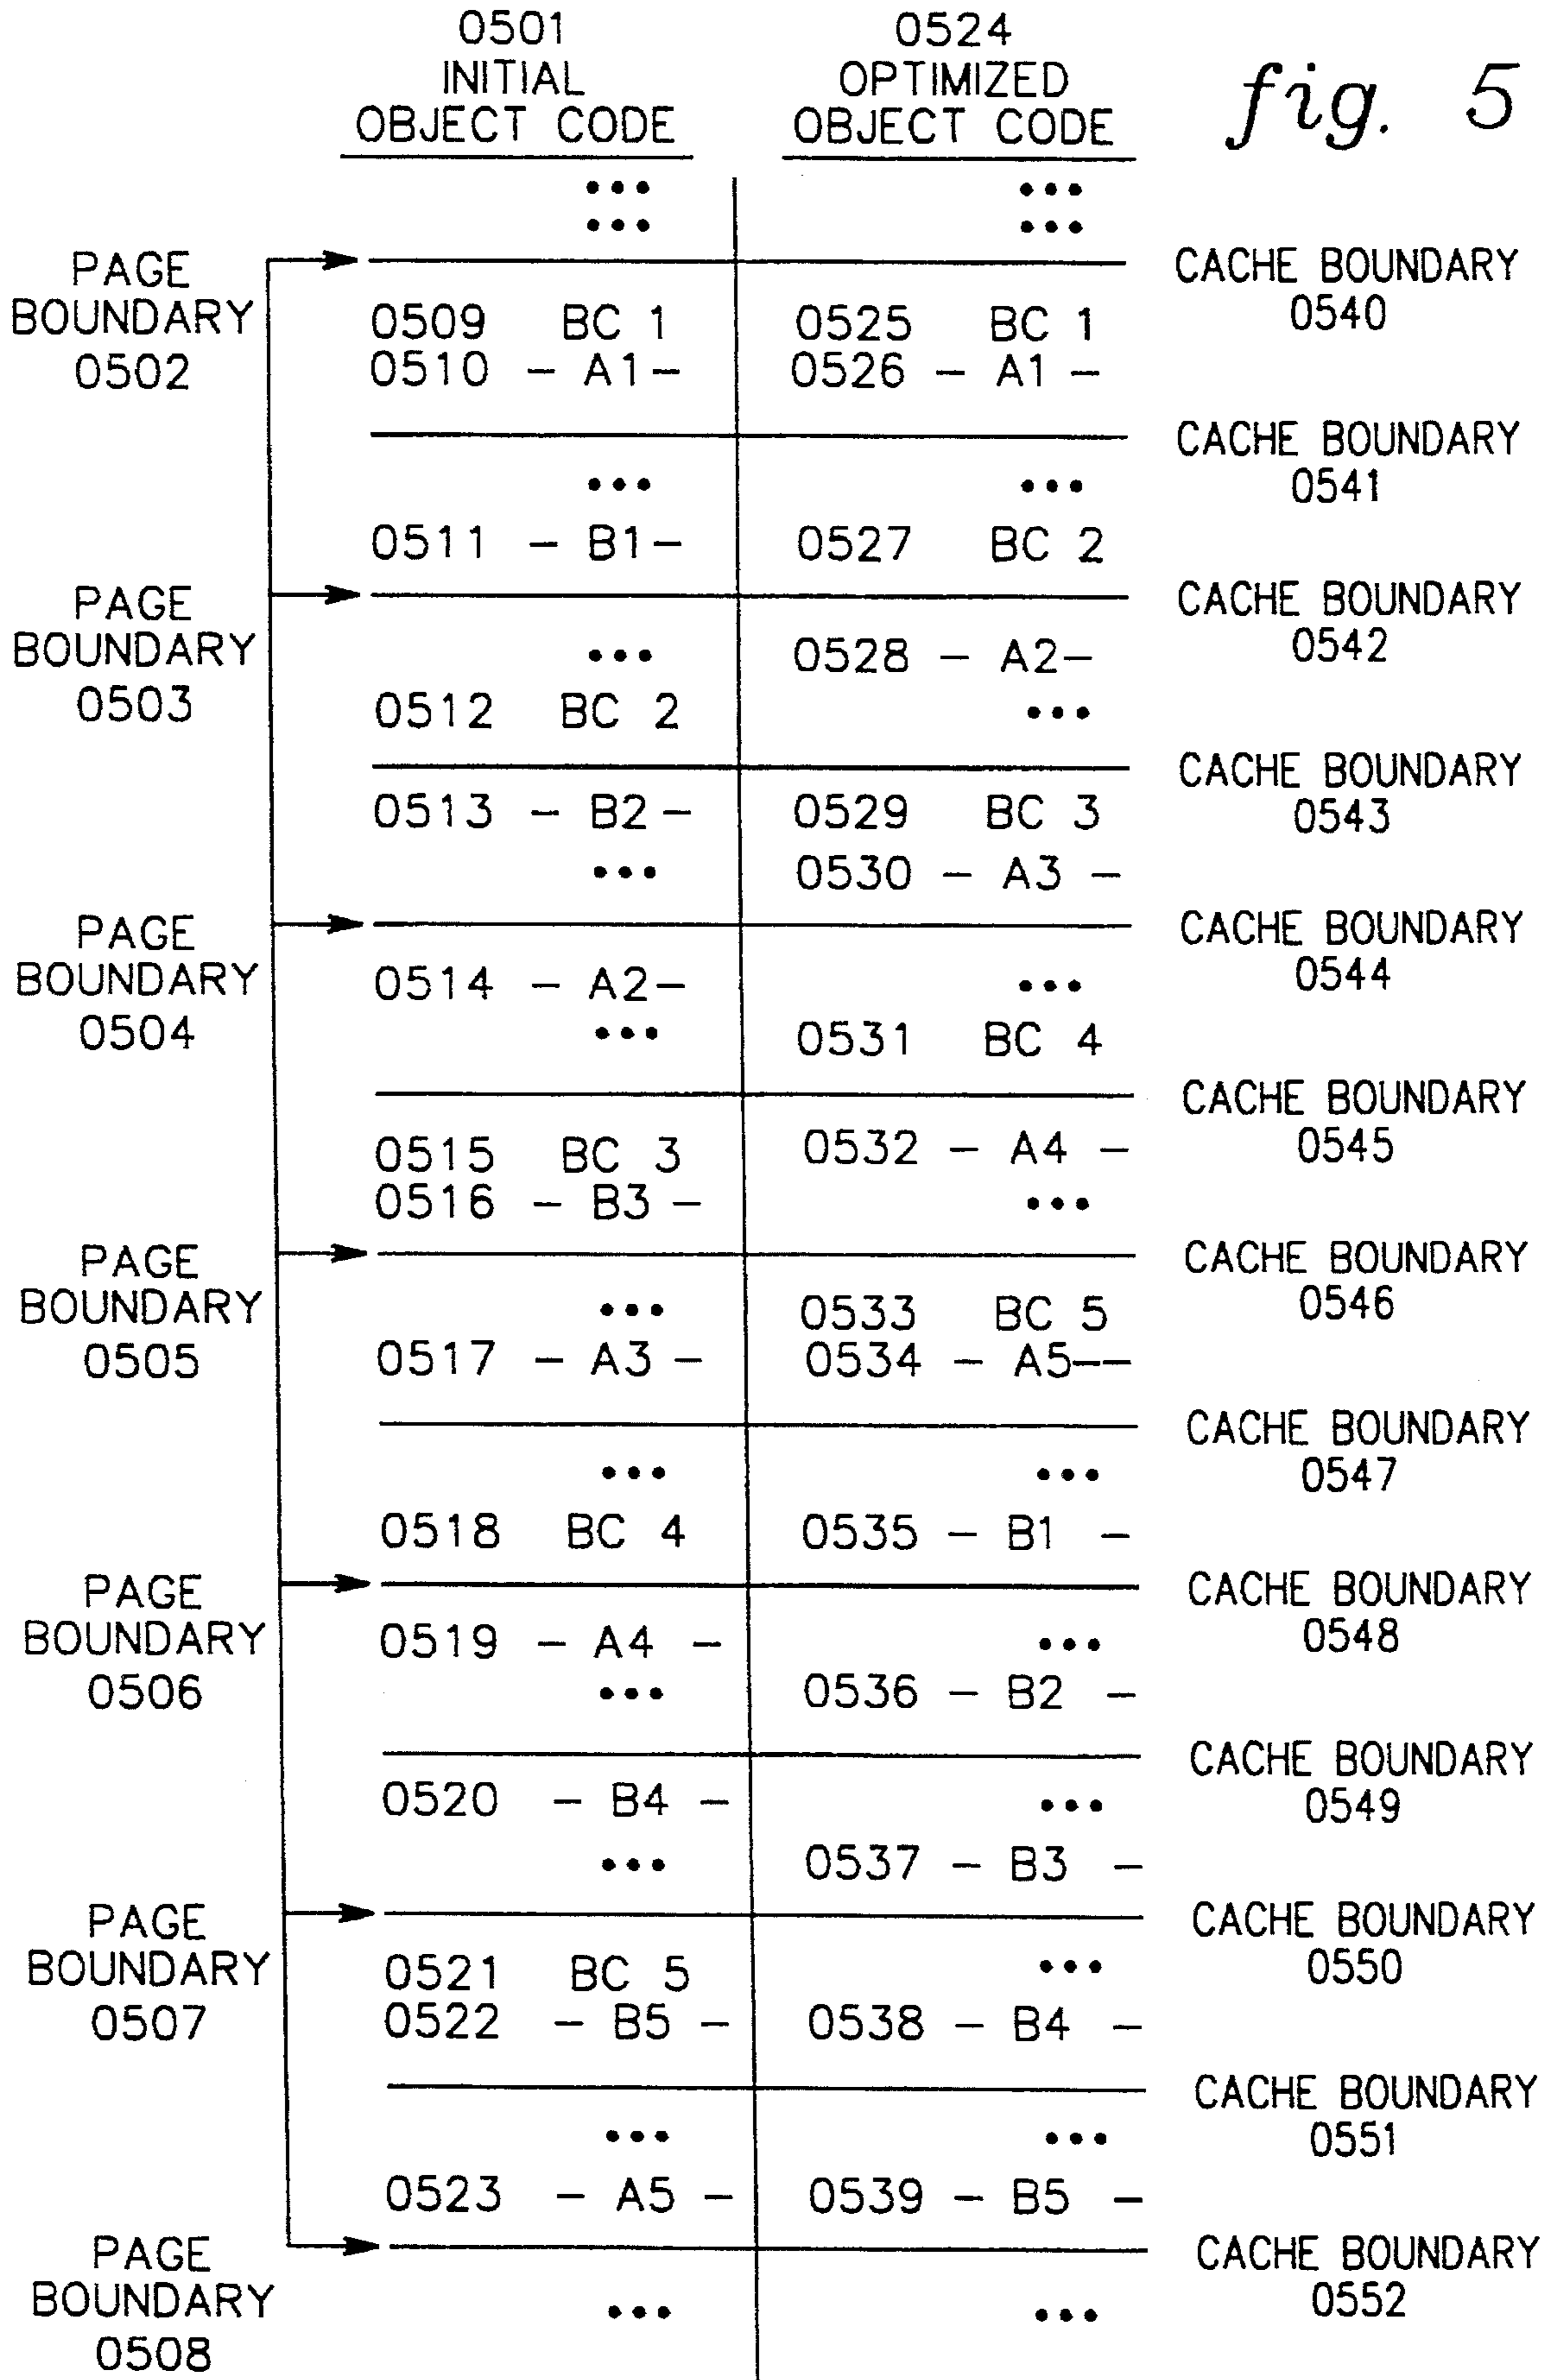 0501
INITIAL
OBJECT CODE
0524
OPTIMIZED
OBJECT CODE
fig. 5
•••
•••
•••
•••
PAGE
BOUNDARY
0502
CACHE BOUNDARY
0540
0509 BC 1
0525 BC 1
0510 – A1 –
0526 – A1 –
CACHE BOUNDARY
0541
•••
•••
0511 – B1 –
0527 BC 2
PAGE
BOUNDARY
0503
CACHE BOUNDARY
0542
•••
0528 – A2 –
0512 BC 2
•••
CACHE BOUNDARY
0543
0513 – B2 –
0529 BC 3
•••
0530 – A3 –
PAGE
BOUNDARY
0504
CACHE BOUNDARY
0544
0514 – A2 –
•••
•••
0531 BC 4
CACHE BOUNDARY
0545
0515 BC 3
0532 – A4 –
0516 – B3 –
•••
PAGE
BOUNDARY
0505
CACHE BOUNDARY
0546
•••
0533 BC 5
0517 – A3 –
0534 – A5 ––
CACHE BOUNDARY
0547
•••
•••
0518 BC 4
0535 – B1 –
PAGE
BOUNDARY
0506
CACHE BOUNDARY
0548
0519 – A4 –
•••
•••
0536 – B2 –
CACHE BOUNDARY
0549
0520 – B4 –
•••
•••
0537 – B3 –
PAGE
BOUNDARY
0507
CACHE BOUNDARY
0550
0521 BC 5
•••
0522 – B5 –
0538 – B4 –
CACHE BOUNDARY
0551
•••
•••
0523 – A5 –
0539 – B5 –
PAGE
BOUNDARY
0508
CACHE BOUNDARY
0552
•••
•••